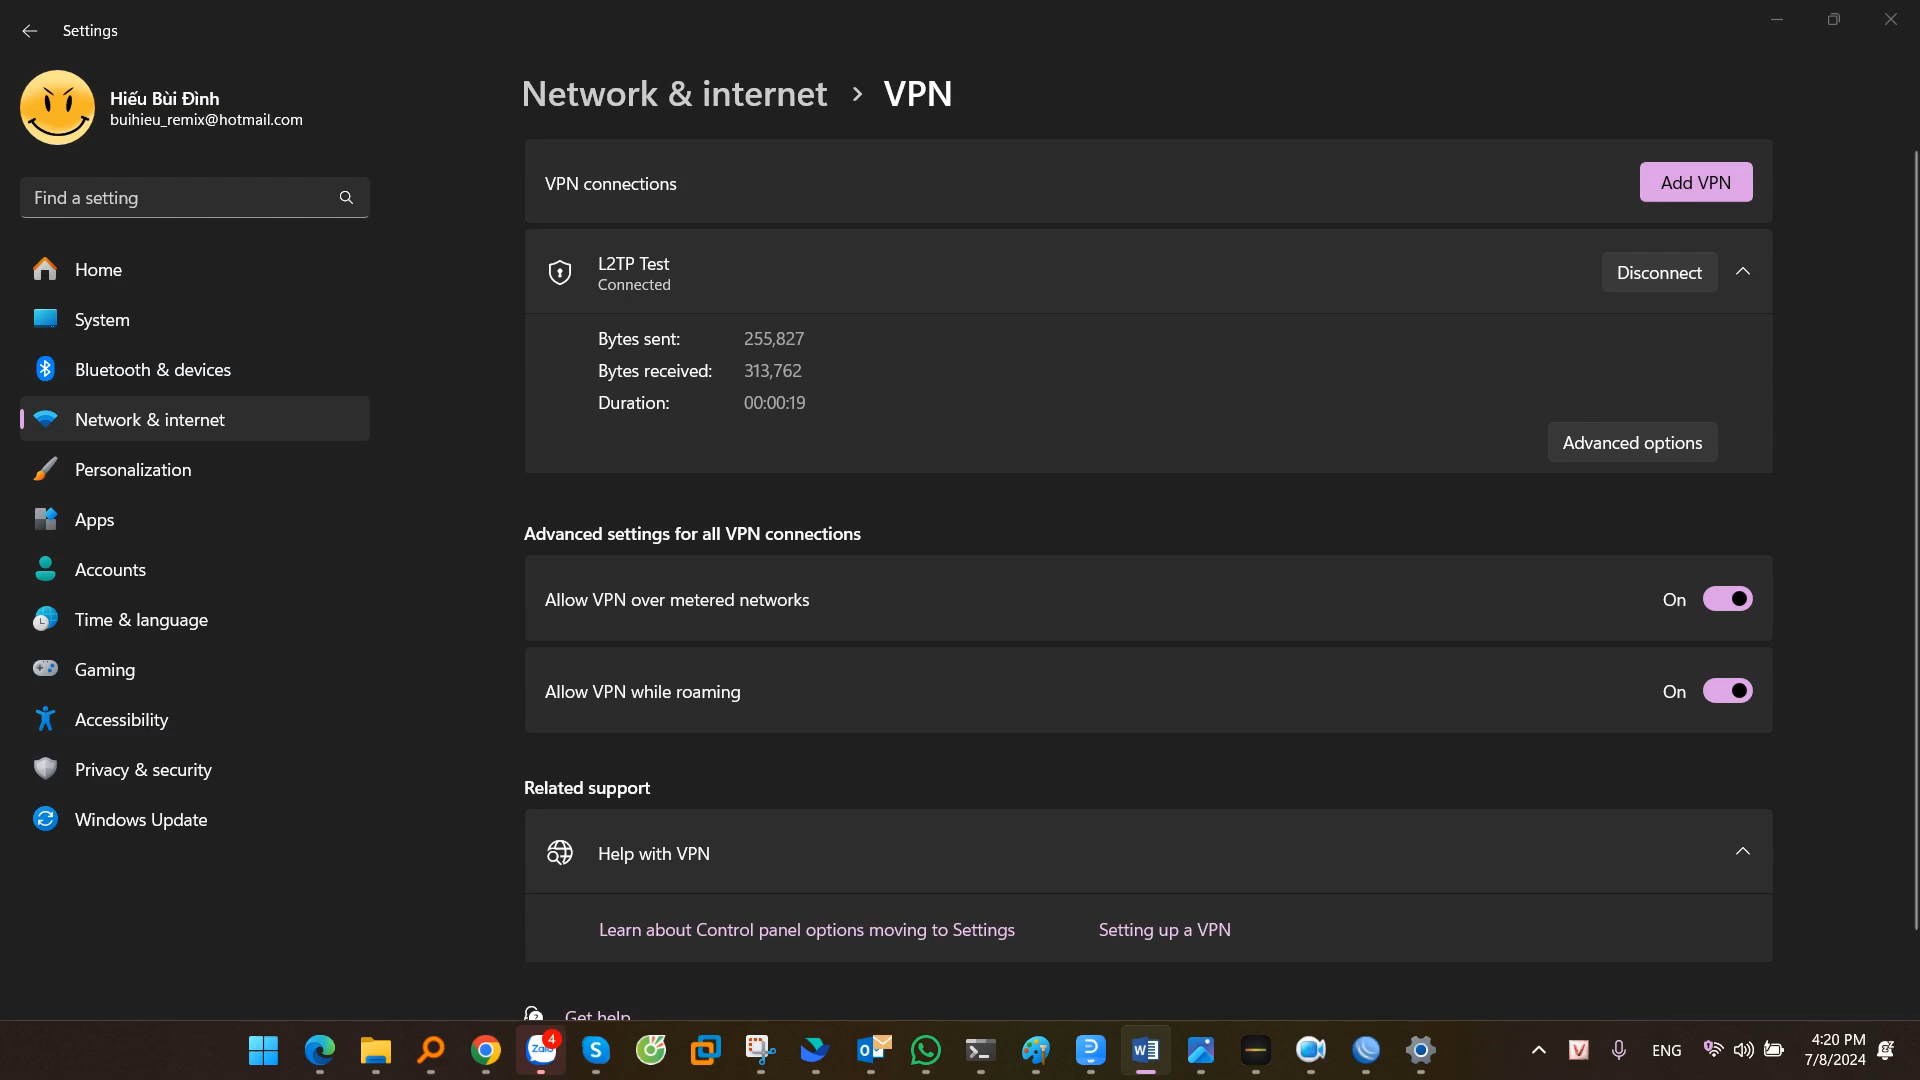 Settings
Hiếu Bùi Đình
buihieu_remix@hotmail.com
Find a setting
Home
System
Bluetooth & devices
Network & internet
Personalization
Apps
Accounts
Time & language
Gaming
Accessibility
Privacy & security
Windows Update
Network & internet › VPN
VPN connections
Add VPN
L2TP Test
Connected
Disconnect
Bytes sent: 255,827
Bytes received: 313,762
Duration: 00:00:19
Advanced options
Advanced settings for all VPN connections
Allow VPN over metered networks
On
Allow VPN while roaming
On
Related support
Help with VPN
Learn about Control panel options moving to Settings
Setting up a VPN
Get help
Zalo
4
ENG
4:20 PM
7/8/2024